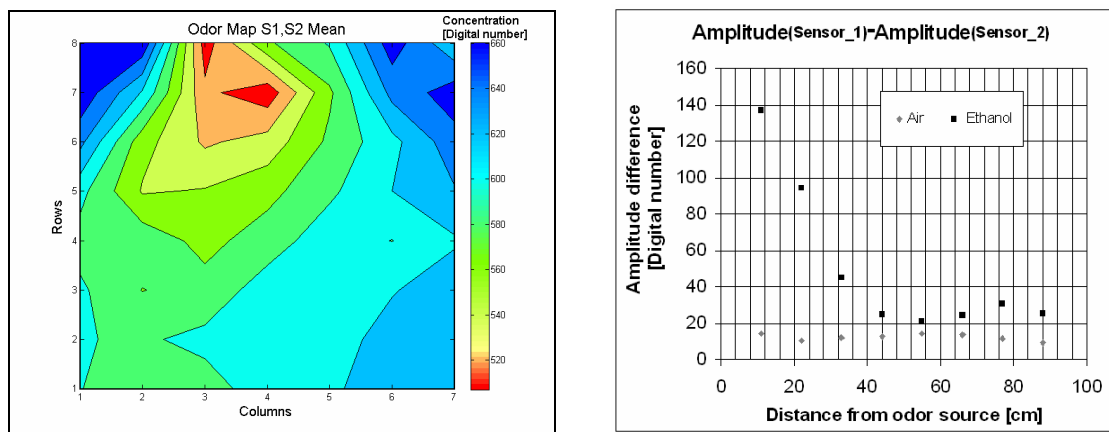 Odor Map S1,S2 Mean
Concentration
[Digital number]
8
7
6
5
4
3
2
1
Rows
1 2 3 4 5 6 7
Columns
660
640
620
600
580
560
540
520
Amplitude(Sensor_1)-Amplitude(Sensor_2)
160
140
120
100
80
60
40
20
0
Amplitude difference
[Digital number]
Air Ethanol
0 20 40 60 80 100
Distance from odor source [cm]